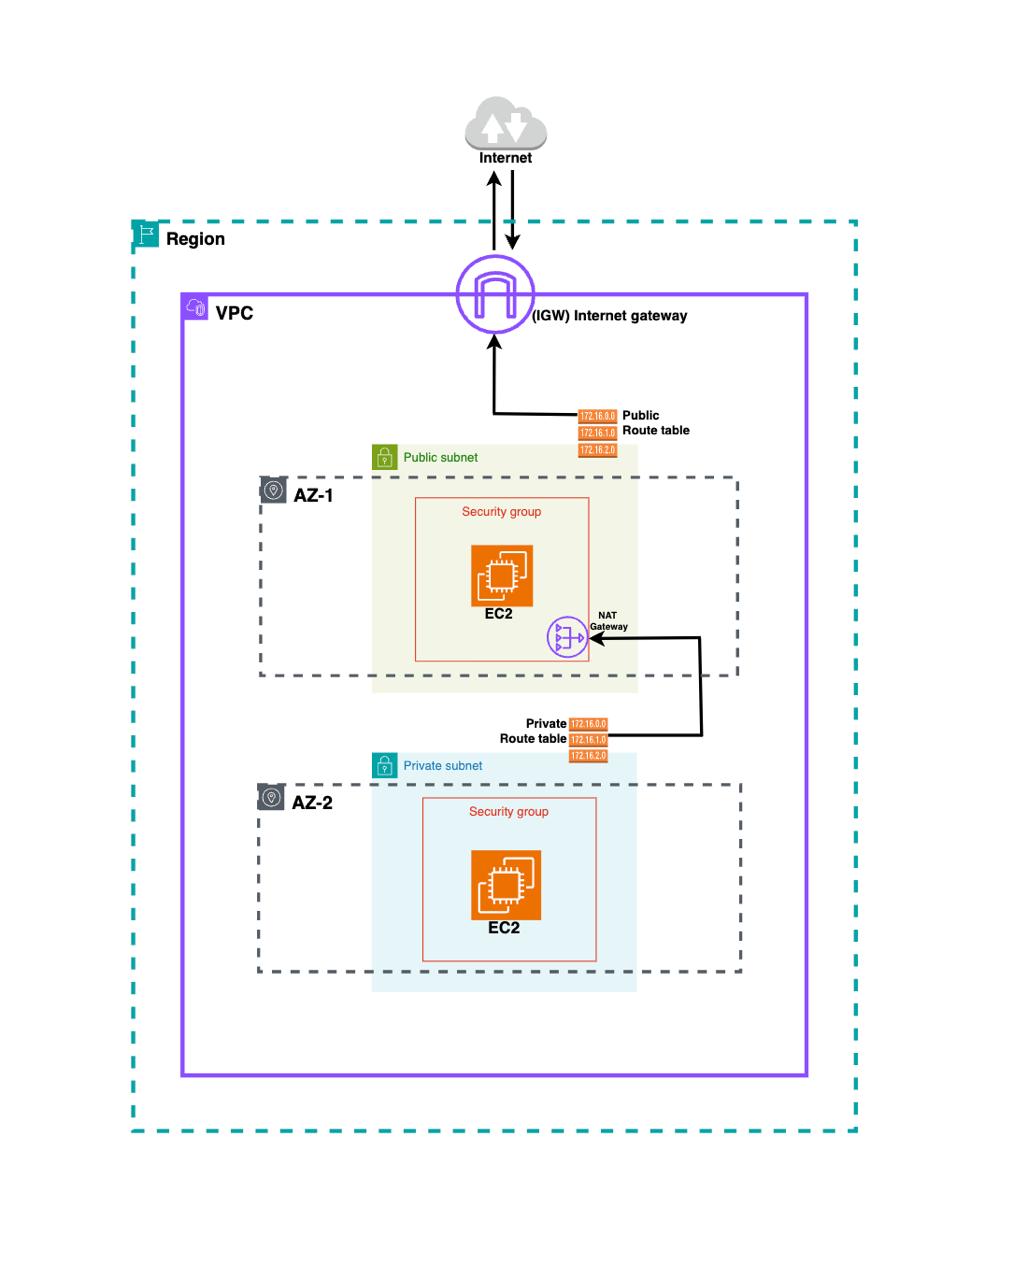 Internet
Region
VPC
(IGW) Internet gateway
172.16.0.0
172.16.1.0
172.16.2.0
Public
Route table
Public subnet
AZ-1
Security group
EC2
NAT
Gateway
Private
Route table
172.16.0.0
172.16.1.0
172.16.2.0
Private subnet
AZ-2
Security group
EC2